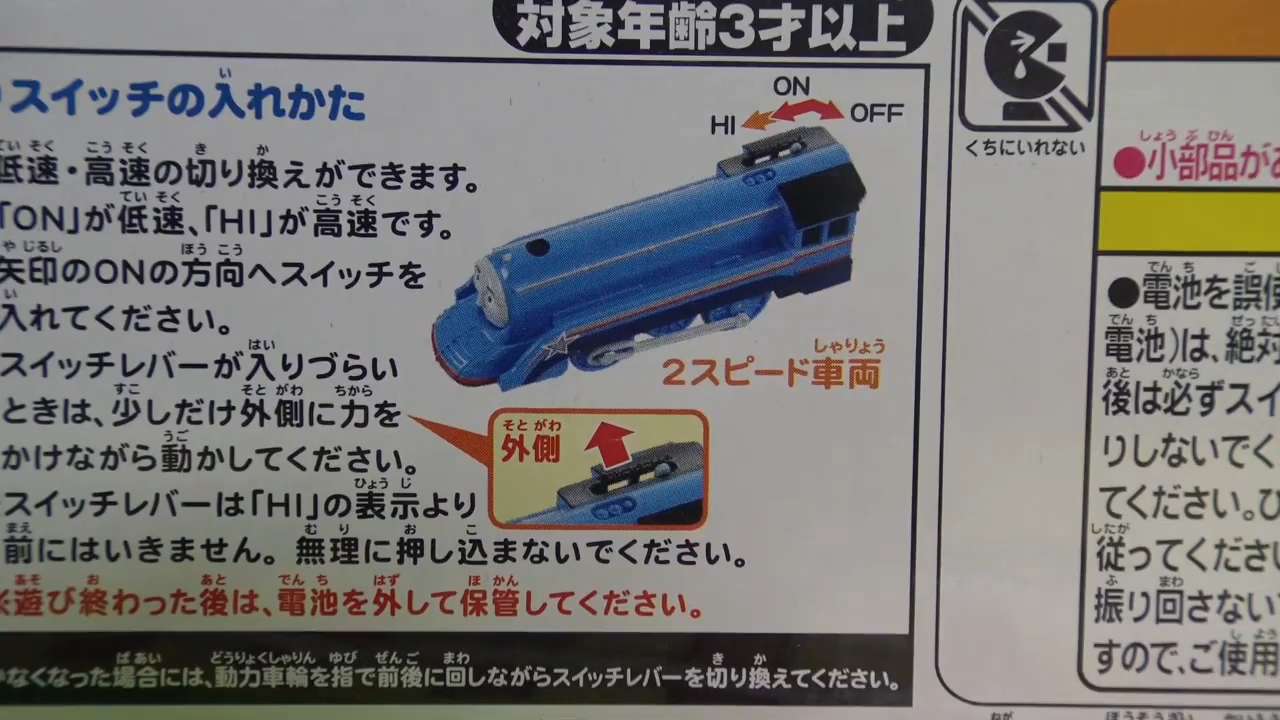 対象年齢3才以上
スイッチの入れかた
低速・高速の切り換えができます。
「ON」が低速、「HI」が高速です。
矢印のONの方向へスイッチを
入れてください。
スイッチレバーが入りづらい
ときは、少しだけ外側に力を
かけながら動かしてください。
スイッチレバーは「HI」の表示より
前にはいきません。無理に押し込まないでください。
※遊び終わった後は、電池を外して保管してください。
なくなった場合には、動力車輪を指で前後に回しながらスイッチレバーを切り換えてください。
ON
HI
OFF
2スピード車両
外側
くちにいれない
●小部品が
●電池を誤使
電池)は、絶対
後は必ずスイ
りしないでく
てください。ひ
従ってくださ
振り回さない
すので、ご使用